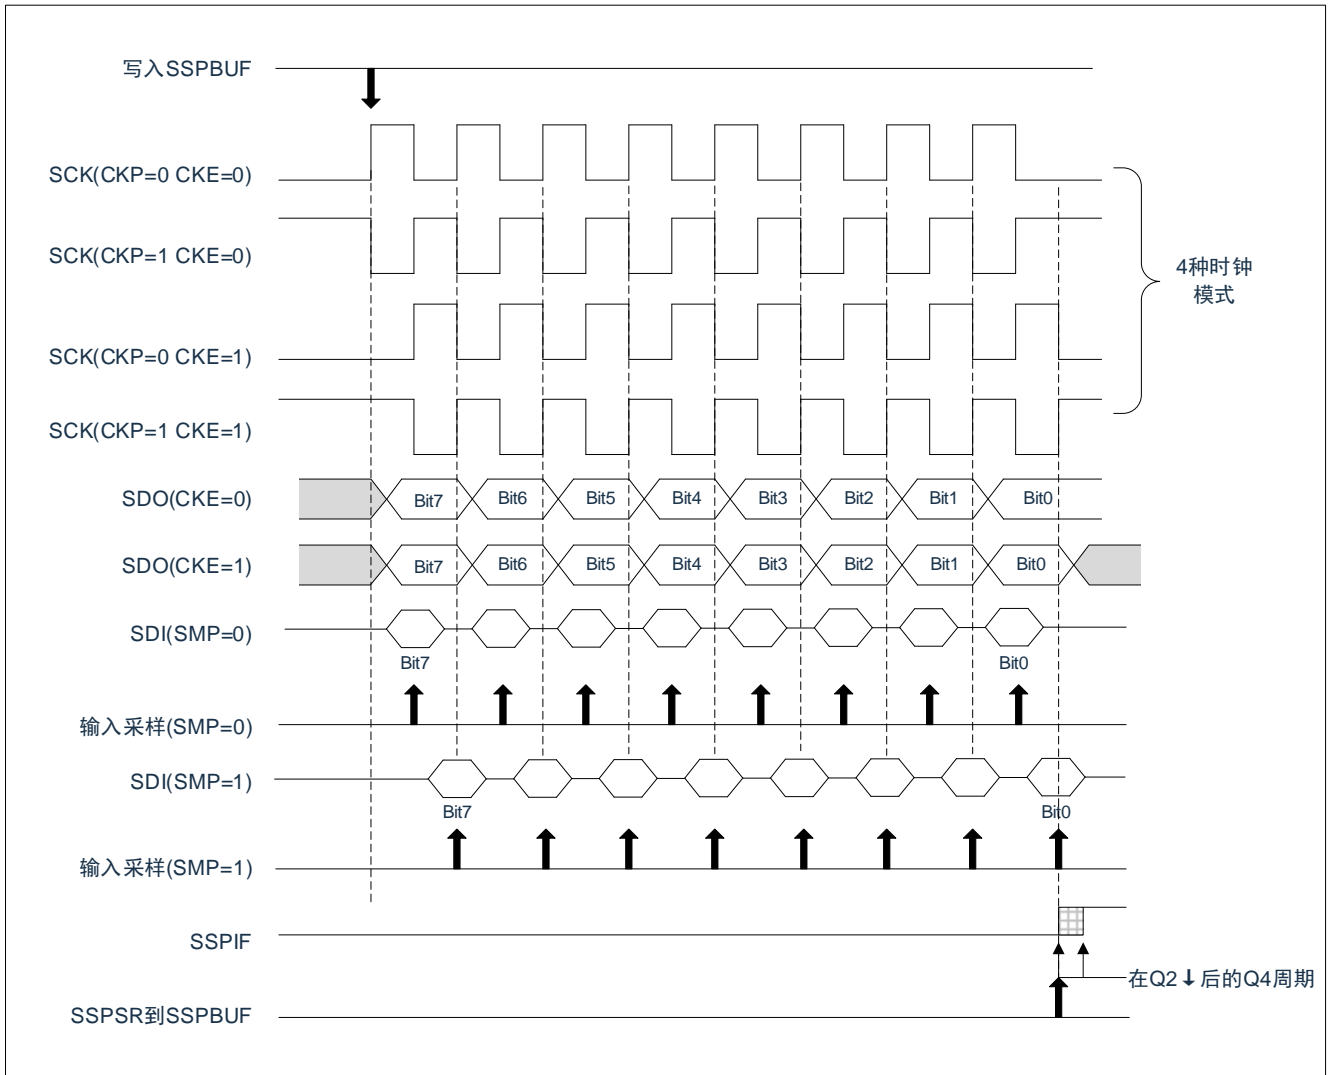 写入SSPBUF
SCK(CKP=0 CKE=0)
SCK(CKP=1 CKE=0)
4种时钟
模式
SCK(CKP=0 CKE=1)
SCK(CKP=1 CKE=1)
SDO(CKE=0) Bit7 Bit6 Bit5 Bit4 Bit3 Bit2 Bit1 Bit0
SDO(CKE=1) Bit7 Bit6 Bit5 Bit4 Bit3 Bit2 Bit1 Bit0
SDI(SMP=0)
Bit7 Bit0
输入采样(SMP=0)
SDI(SMP=1)
Bit7 Bit0
输入采样(SMP=1)
SSPIF
在Q2↓后的Q4周期
SSPSR到SSPBUF